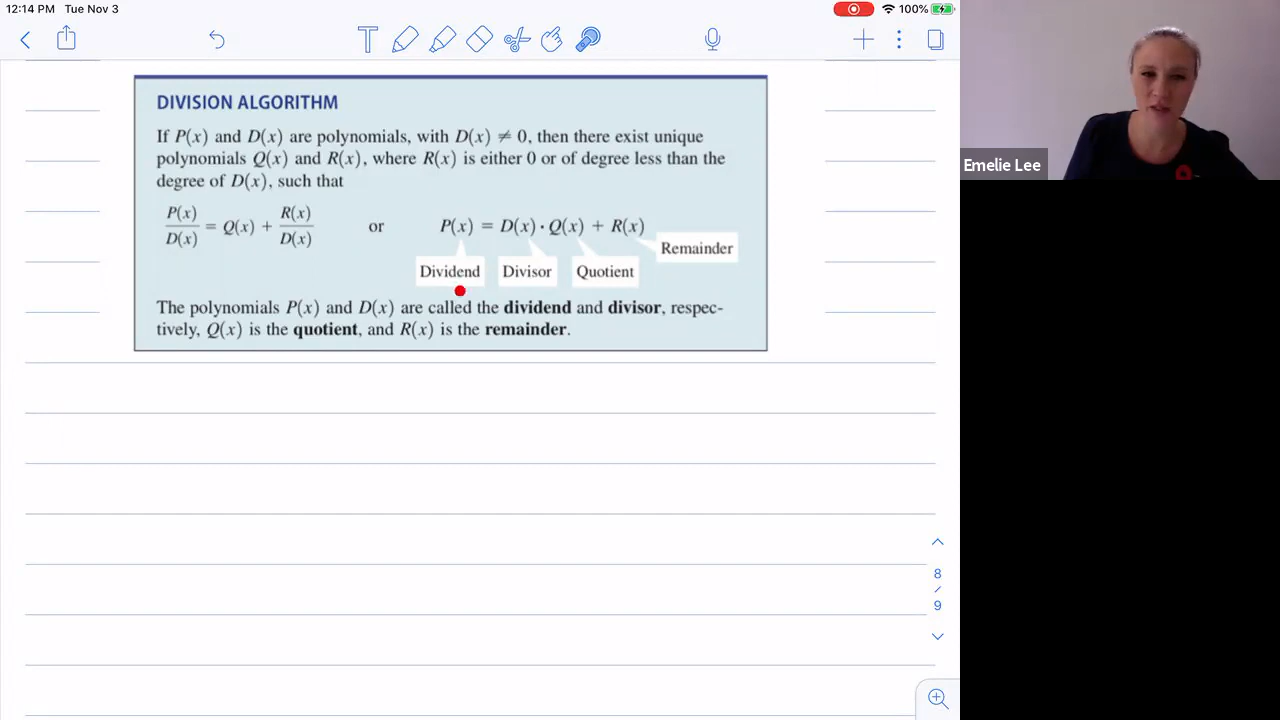 12:14 PM Tue Nov 3
100%
DIVISION ALGORITHM
If P(x) and D(x) are polynomials, with D(x) ≠ 0, then there exist unique
polynomials Q(x) and R(x), where R(x) is either 0 or of degree less than the
degree of D(x), such that
P(x)/D(x) = Q(x) + R(x)/D(x) or P(x) = D(x) · Q(x) + R(x)
Remainder
Dividend Divisor Quotient
The polynomials P(x) and D(x) are called the dividend and divisor, respec-
tively, Q(x) is the quotient, and R(x) is the remainder.
Emelie Lee
8
/
9